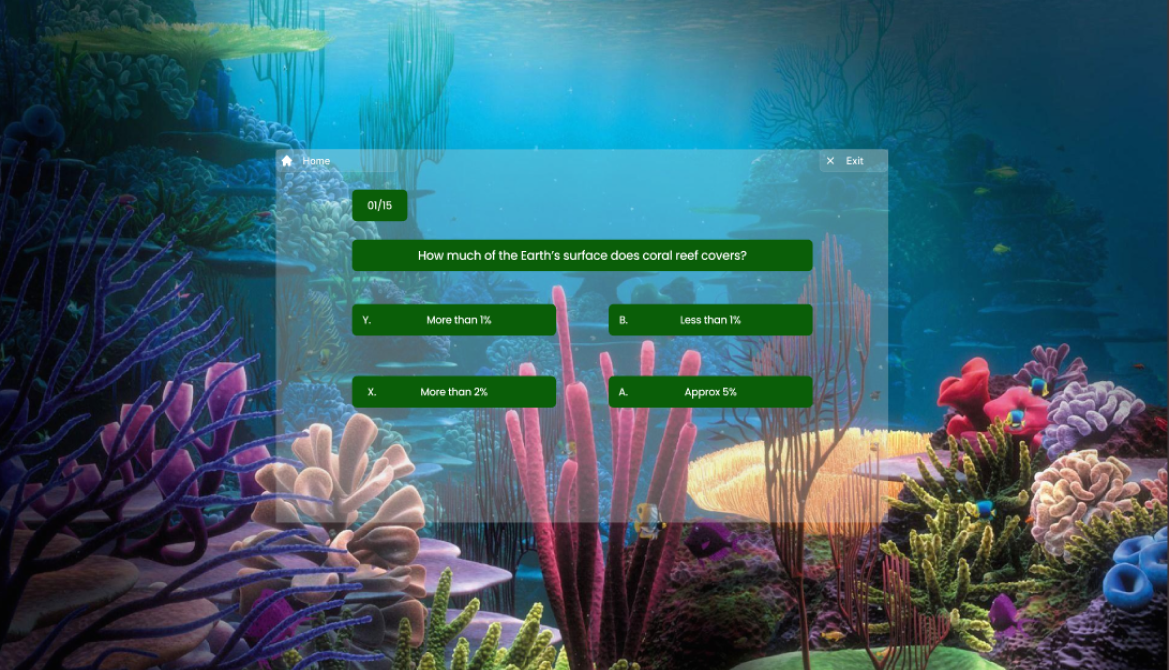 Home
Exit
01/15
How much of the Earth's surface does coral reef covers?
Y. More than 1%
B. Less than 1%
X. More than 2%
A. Approx 5%